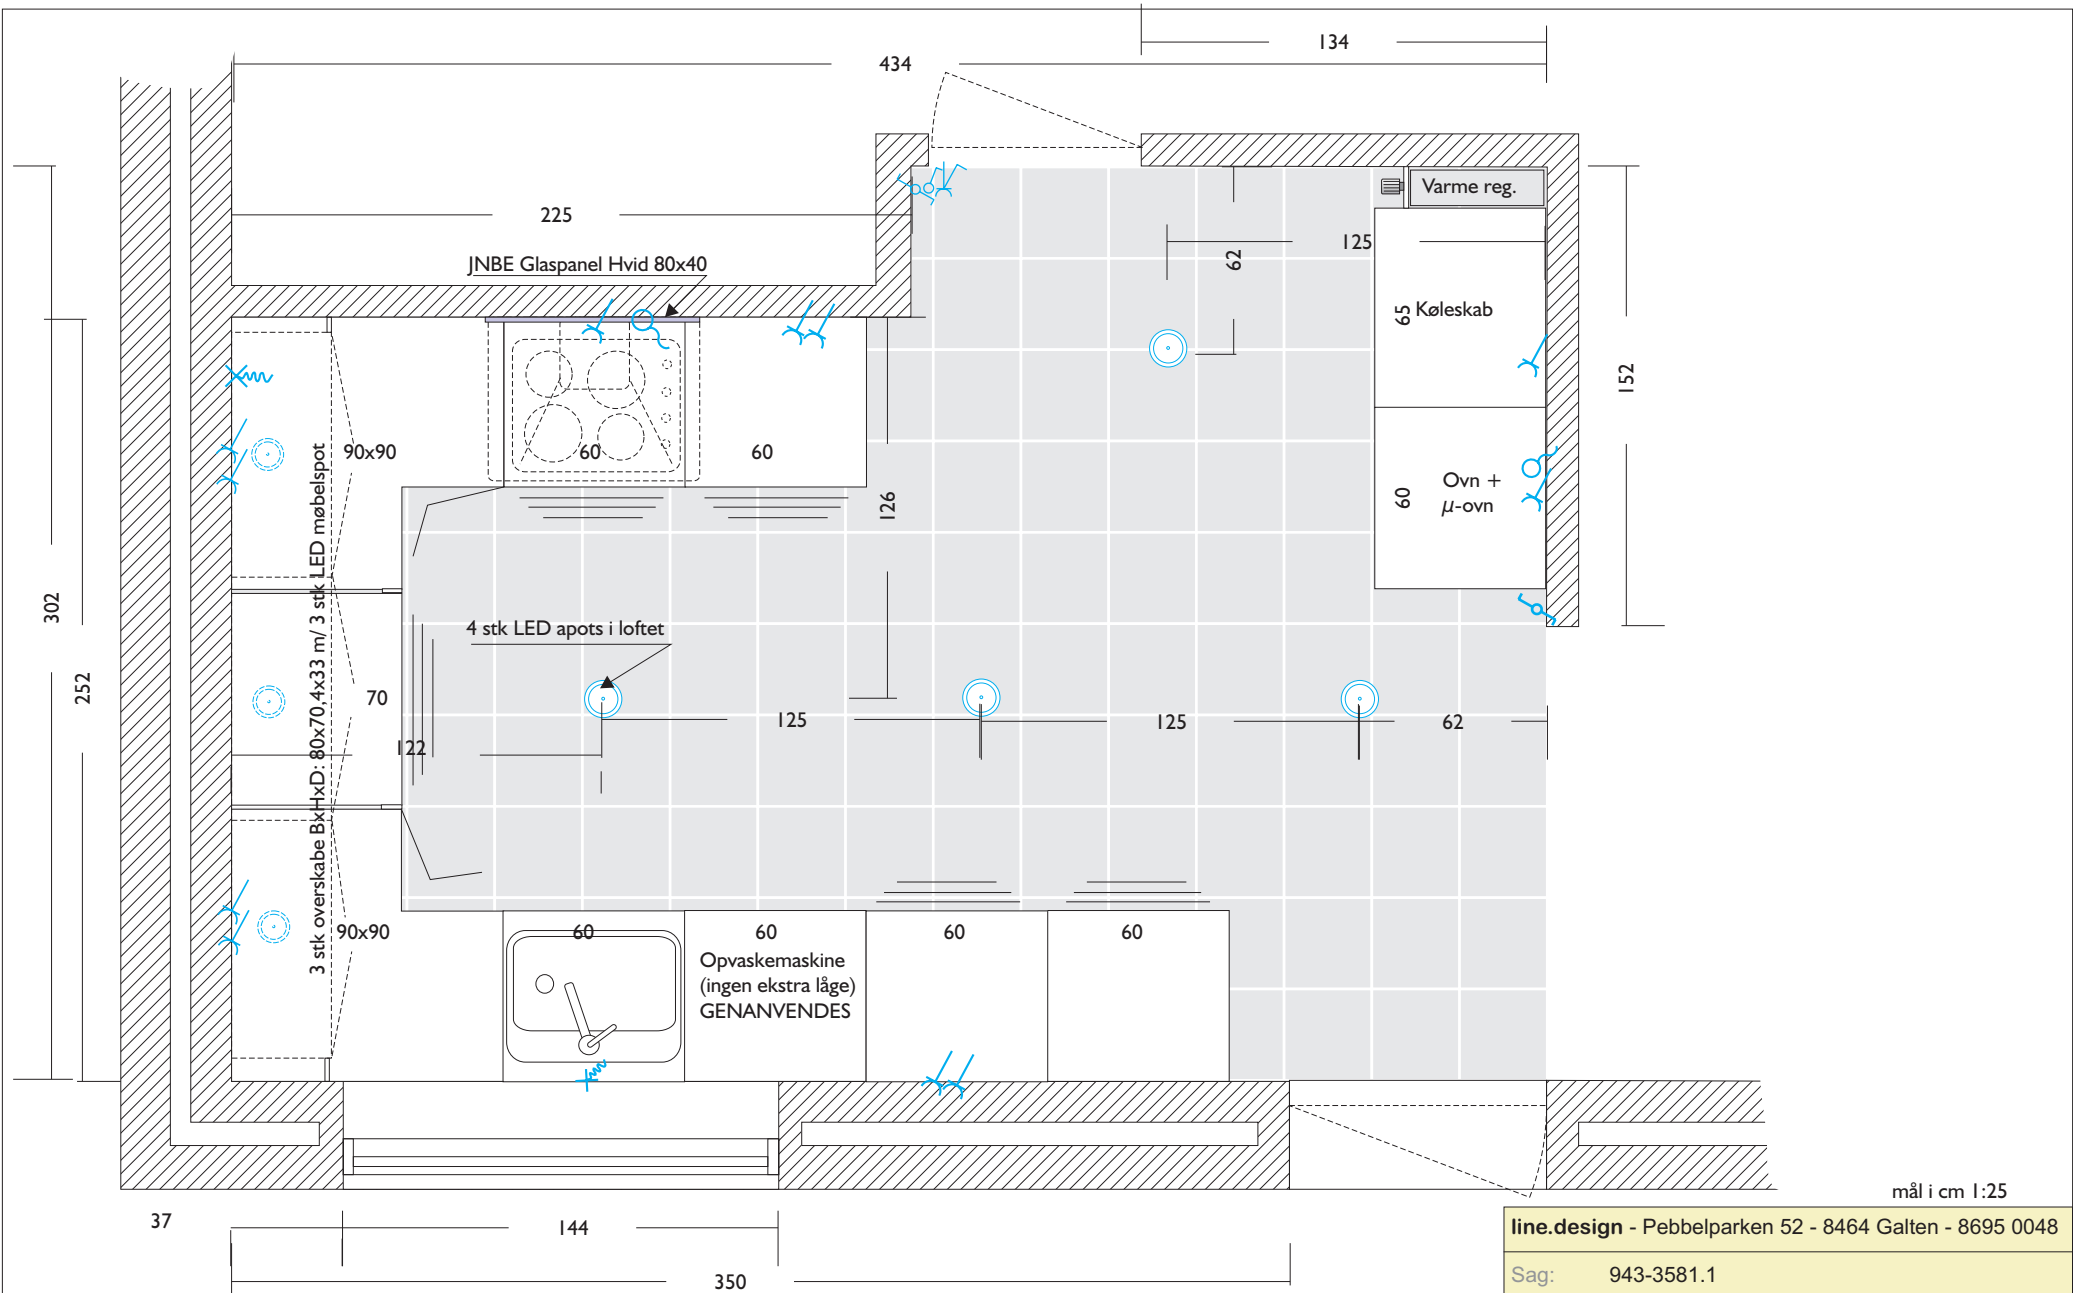 134
434
225
Varme reg.
JNBE Glaspanel Hvid 80x40
125
62
65 Køleskab
152
90x90
60
60
126
60
Ovn +
µ-ovn
302
252
3 stk overskabe BxHxD: 80x70,4x33 m/ 3 stk LED møbelspot
4 stk LED apots i loftet
70
122
125
125
62
90x90
60
60
60
60
Opvaskemaskine
(ingen ekstra låge)
GENANVENDES
37
144
350
mål i cm 1:25
line.design - Pebbelparken 52 - 8464 Galten - 8695 0048
Sag: 943-3581.1